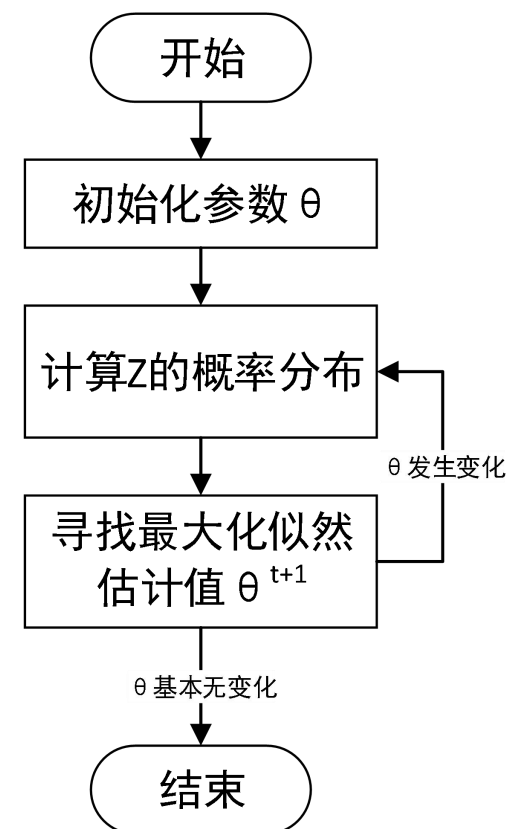 开始
初始化参数 θ
计算Z的概率分布
θ 发生变化
寻找最大化似然
估计值 θ t+1
θ 基本无变化
结束